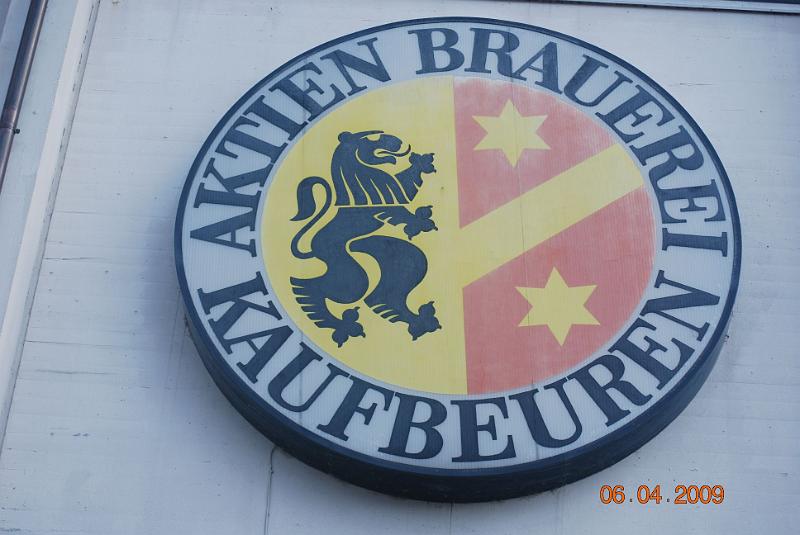 AKTIEN BRAUEREI
KAUFBEUREN
06.04.2009